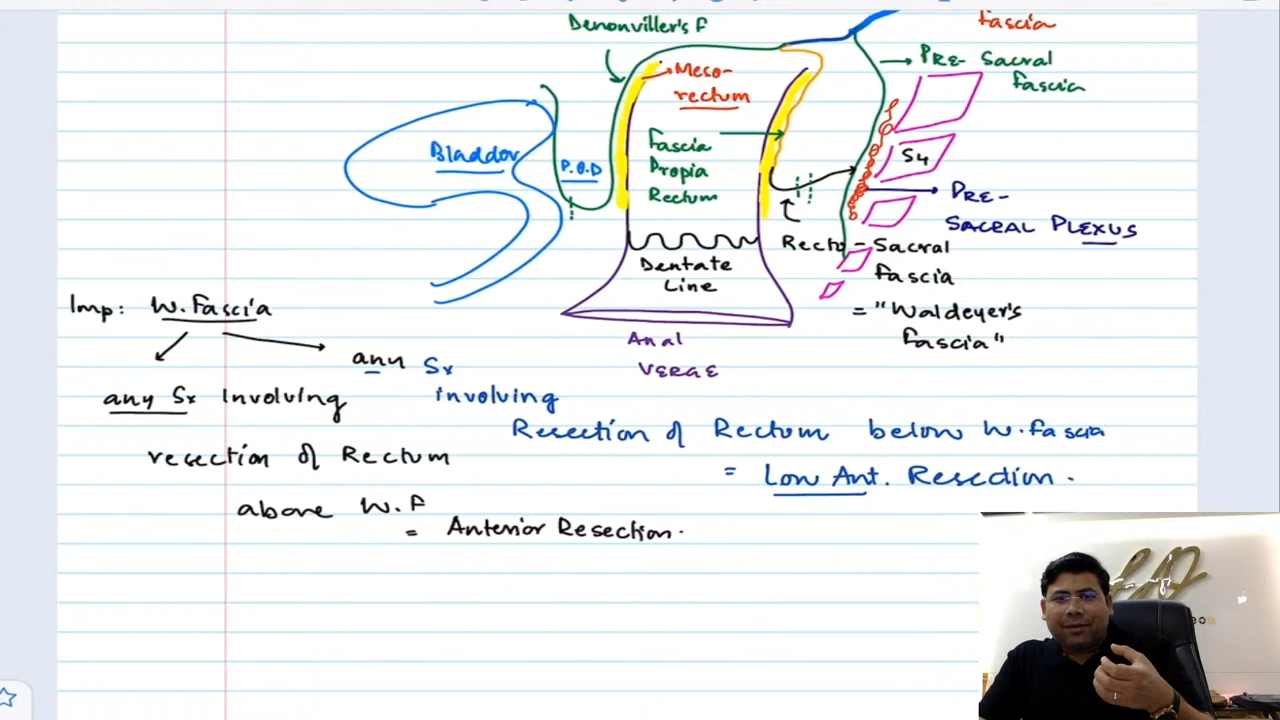 Denonviller's F
Fascia
PRE- Sacral
fascia
Meso-
rectum
Bladder
P.O.D
Fascia
Propia
Rectum
S4
PRE-
SACRAL PLEXUS
Recto-Sacral
fascia
= "Waldeyer's
fascia"
Dentate
Line
Anal
VERGE
Imp: W. Fascia
any Sx involving
resection of Rectum
above W.F
= Anterior Resection.
any Sx
involving
Resection of Rectum below W.fascia
= Low Ant. Resection.